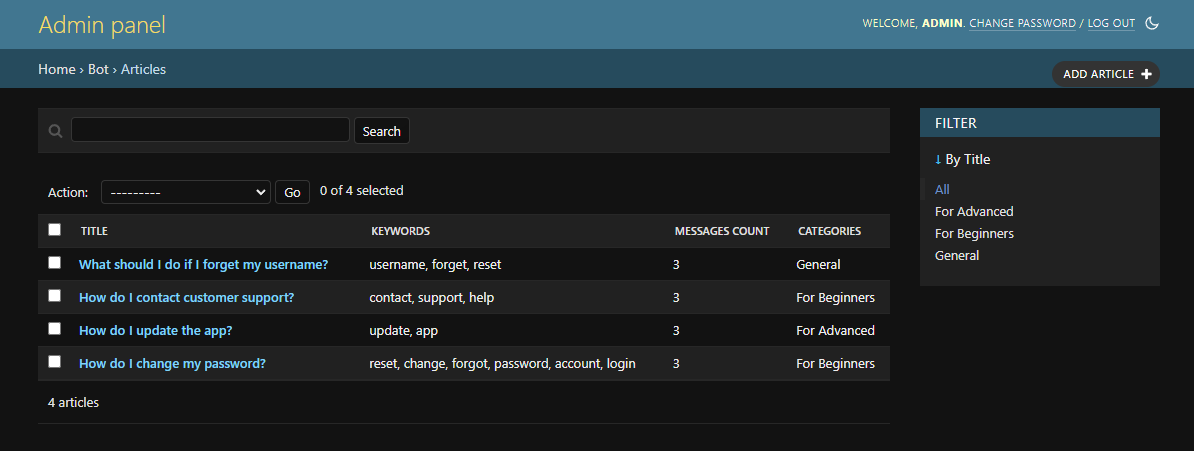 Admin panel
WELCOME, ADMIN. CHANGE PASSWORD / LOG OUT
Home › Bot › Articles
ADD ARTICLE
Search
Action: --------- Go 0 of 4 selected
TITLE KEYWORDS MESSAGES COUNT CATEGORIES
What should I do if I forget my username? username, forget, reset 3 General
How do I contact customer support? contact, support, help 3 For Beginners
How do I update the app? update, app 3 For Advanced
How do I change my password? reset, change, forgot, password, account, login 3 For Beginners
4 articles
FILTER
↓ By Title
All
For Advanced
For Beginners
General